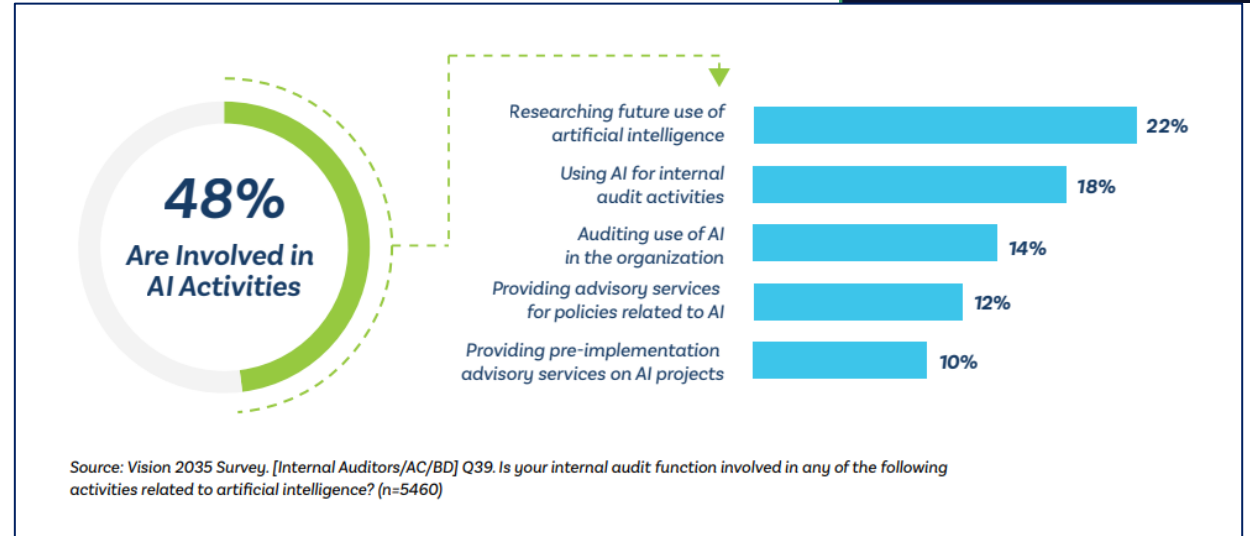 48%
Are Involved in
AI Activities
Researching future use of
artificial intelligence
22%
Using AI for internal
audit activities
18%
Auditing use of AI
in the organization
14%
Providing advisory services
for policies related to AI
12%
Providing pre-implementation
advisory services on AI projects
10%
Source: Vision 2035 Survey. [Internal Auditors/AC/BD] Q39. Is your internal audit function involved in any of the following
activities related to artificial intelligence? (n=5460)